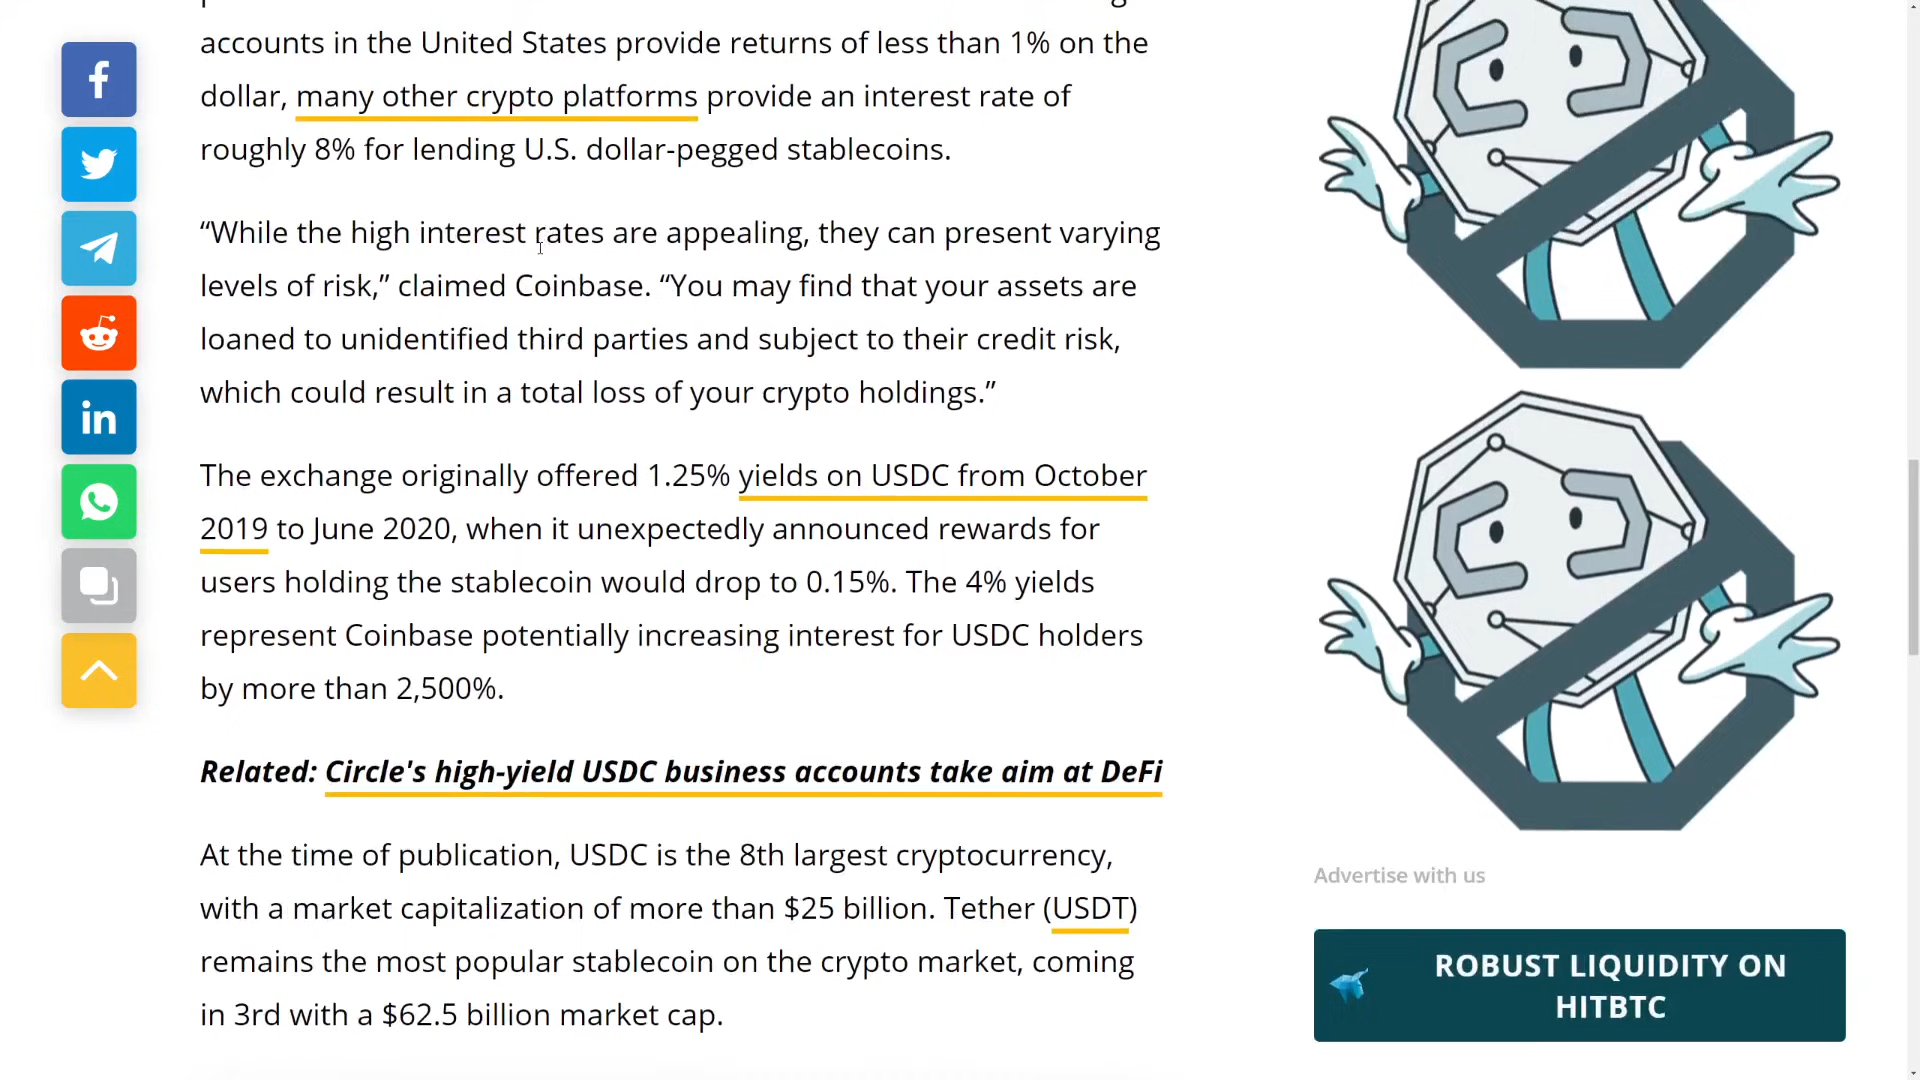 accounts in the United States provide returns of less than 1% on the
dollar, many other crypto platforms provide an interest rate of
roughly 8% for lending U.S. dollar-pegged stablecoins.
“While the high interest rates are appealing, they can present varying
levels of risk,” claimed Coinbase. “You may find that your assets are
loaned to unidentified third parties and subject to their credit risk,
which could result in a total loss of your crypto holdings.”
The exchange originally offered 1.25% yields on USDC from October
2019 to June 2020, when it unexpectedly announced rewards for
users holding the stablecoin would drop to 0.15%. The 4% yields
represent Coinbase potentially increasing interest for USDC holders
by more than 2,500%.
Related: Circle's high-yield USDC business accounts take aim at DeFi
At the time of publication, USDC is the 8th largest cryptocurrency,
with a market capitalization of more than $25 billion. Tether (USDT)
remains the most popular stablecoin on the crypto market, coming
in 3rd with a $62.5 billion market cap.
Advertise with us
ROBUST LIQUIDITY ON
HITBTC